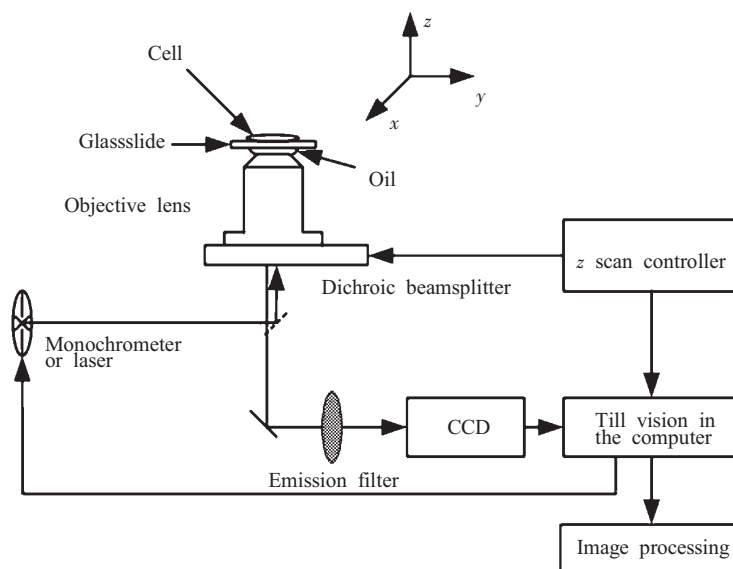 z
Cell
y
x
Glassslide
Oil
Objective lens
z scan controller
Dichroic beamsplitter
Monochrometer
or laser
CCD
Till vision in
the computer
Emission filter
Image processing